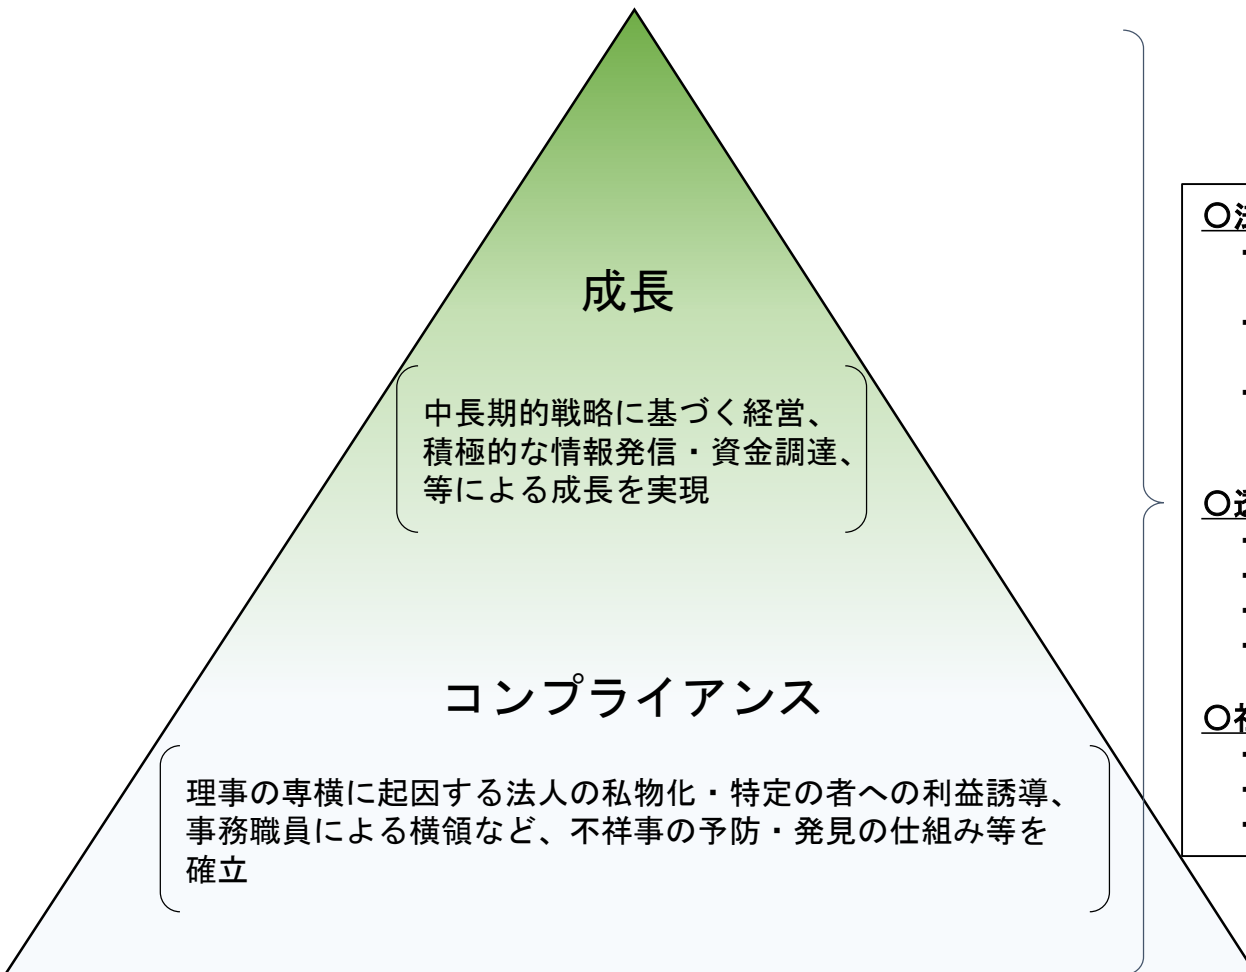 成長
中長期的戦略に基づく経営、
積極的な情報発信・資金調達、
等による成長を実現
コンプライアンス
理事の専横に起因する法人の私物化・特定の者への利益誘導、
事務職員による横領など、不祥事の予防・発見の仕組み等を
確立